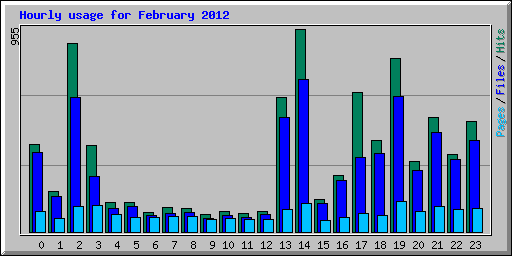 Hourly usage for February 2012
955
Pages / Files / Hits
0 1 2 3 4 5 6 7 8 9 10 11 12 13 14 15 16 17 18 19 20 21 22 23